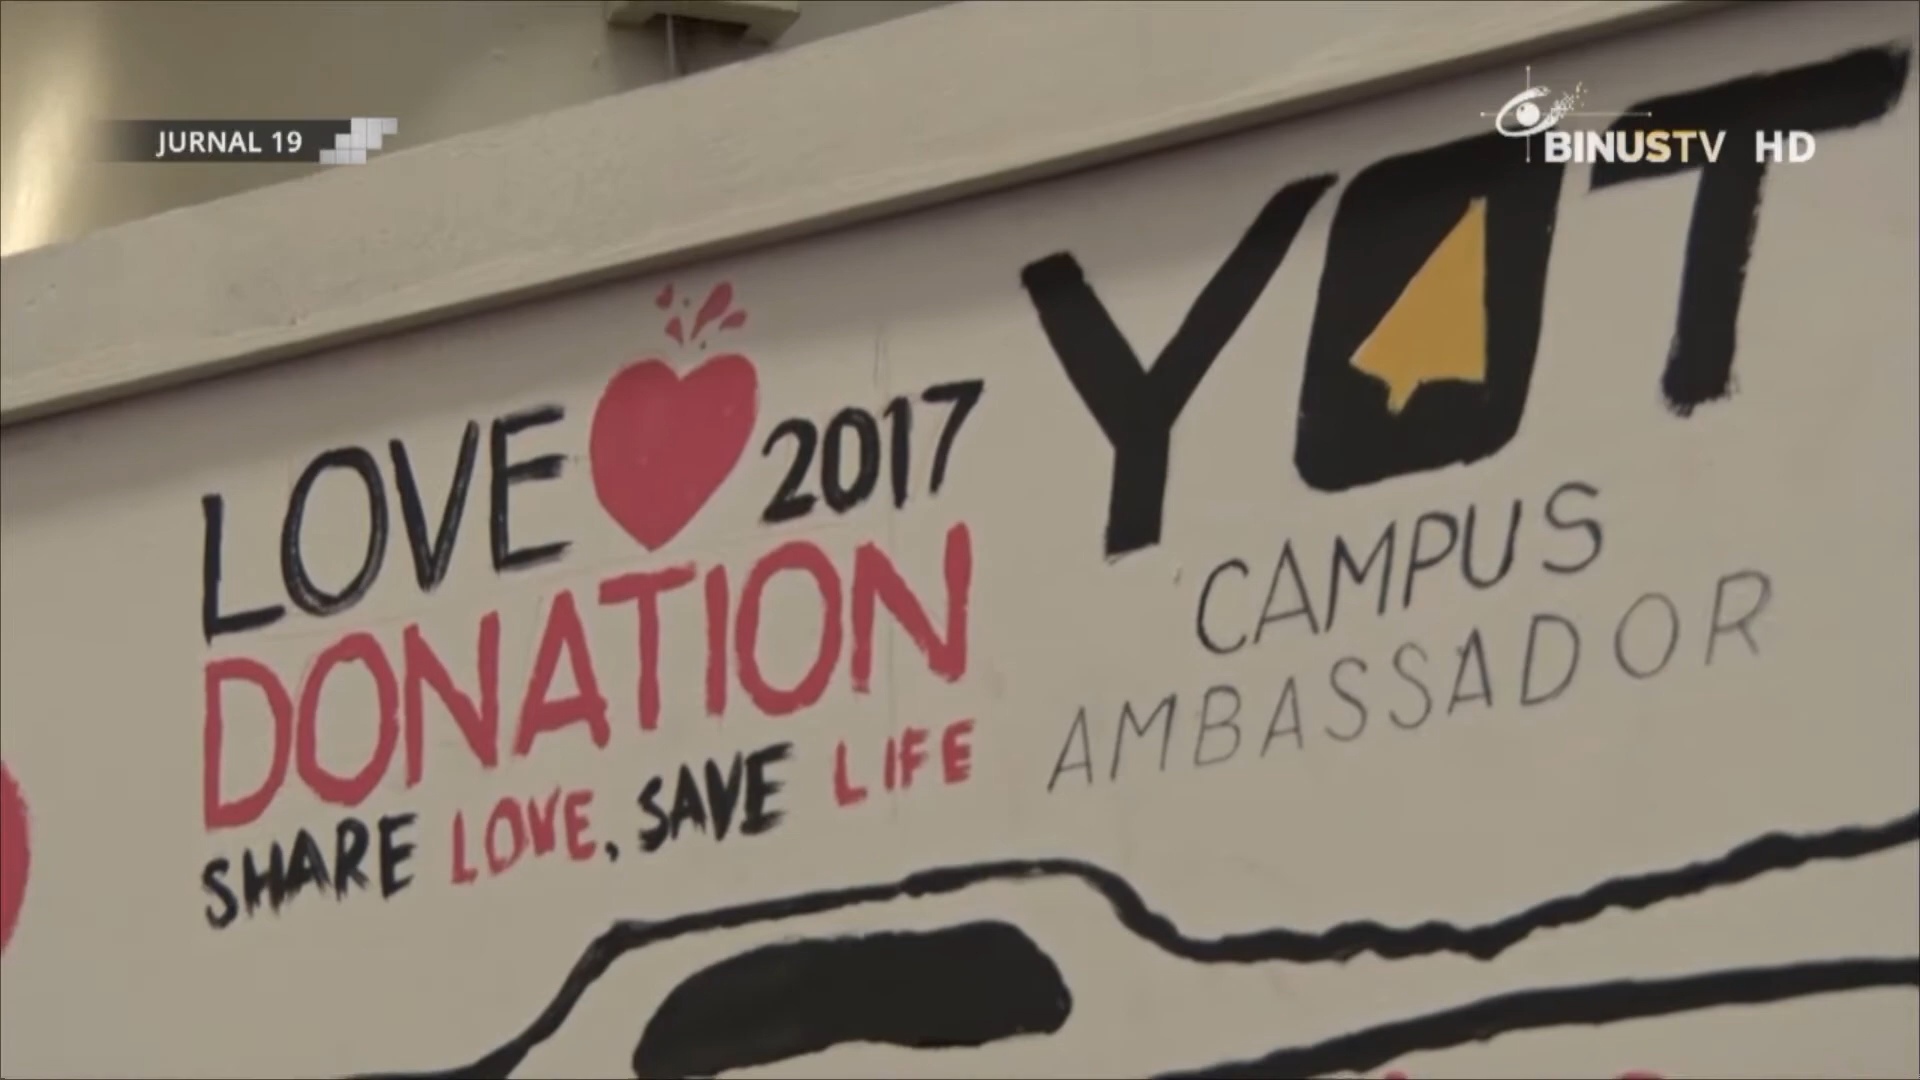 JURNAL 19
BINUSTV HD
LOVE 2017
DONATION
SHARE LOVE, SAVE LIFE
YOT
CAMPUS
AMBASSADOR